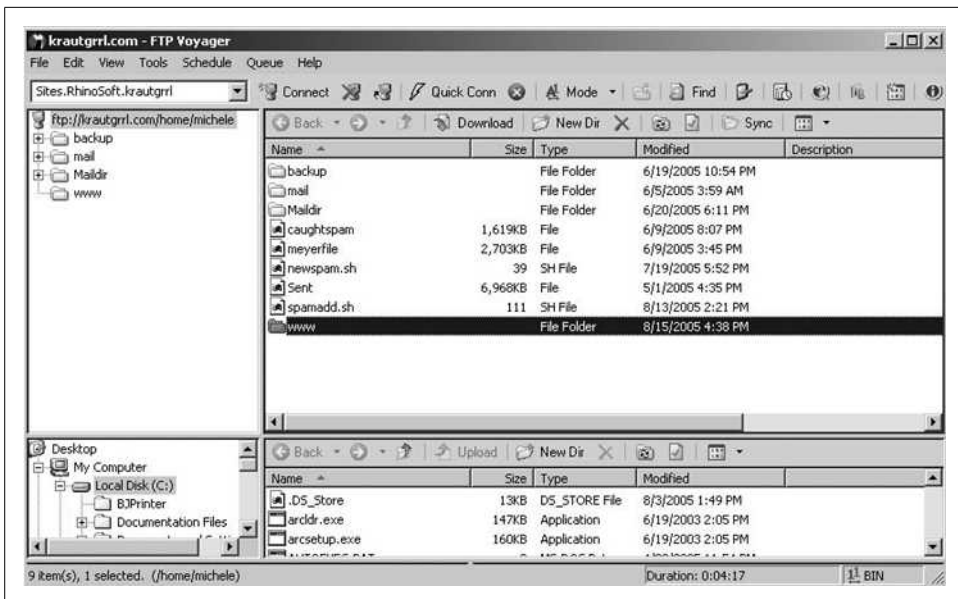 krautgrrl.com - FTP Voyager
File Edit View Tools Schedule Queue Help
Sites.RhinoSoft.krautgrrl Connect Quick Conn Mode Find
ftp://krautgrrl.com/home/michele
backup
mail
Maildir
www
Back Download New Dir Sync
Name Size Type Modified Description
backup File Folder 6/19/2005 10:54 PM
mail File Folder 6/5/2005 3:59 AM
Maildir File Folder 6/20/2005 6:11 PM
caughtspam 1,619KB File 6/9/2005 8:07 PM
meyerfile 2,703KB File 6/9/2005 3:45 PM
newspam.sh 39 SH File 7/19/2005 5:52 PM
Sent 6,968KB File 5/1/2005 4:35 PM
spamadd.sh 111 SH File 8/13/2005 2:21 PM
www File Folder 8/15/2005 4:38 PM
Desktop
My Computer
Local Disk (C:)
BJPrinter
Documentation Files
Back Upload New Dir
Name Size Type Modified
.DS_Store 13KB DS_STORE File 8/3/2005 1:49 PM
arcldr.exe 147KB Application 6/19/2003 2:05 PM
arcsetup.exe 160KB Application 6/19/2003 2:05 PM
9 item(s), 1 selected. (/home/michele) Duration: 0:04:17 BIN